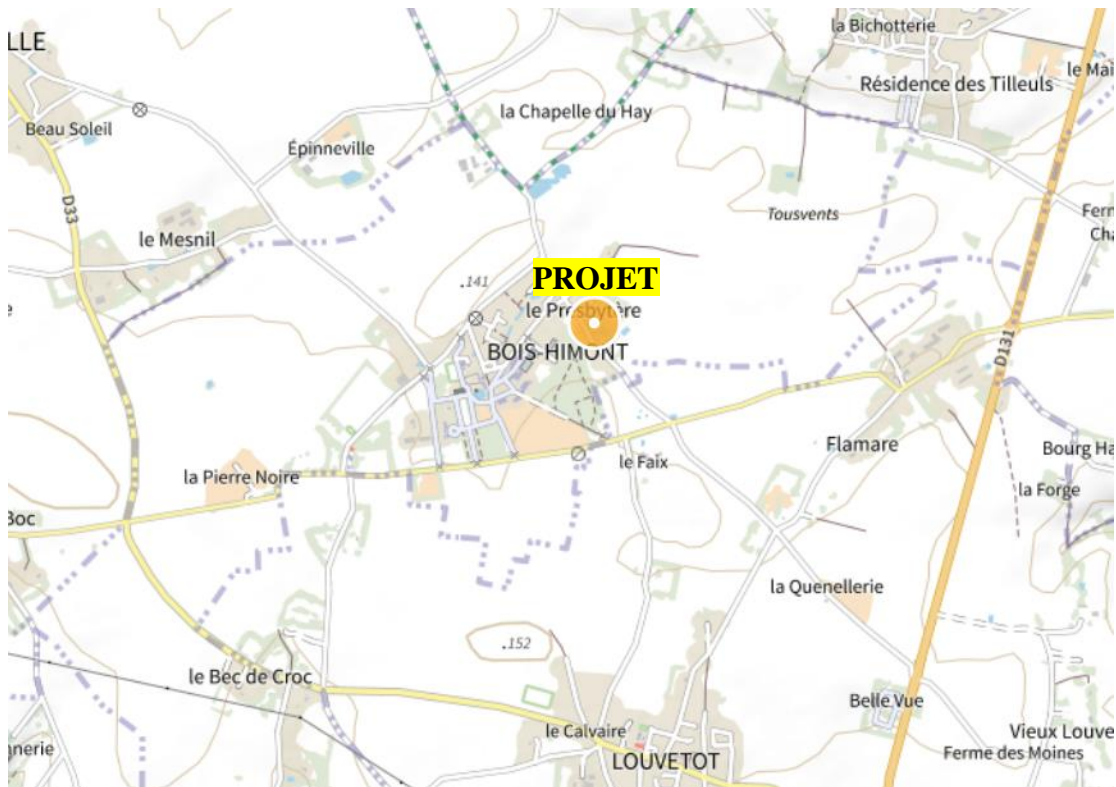 LLE
la Bichotterie
le Mai
Résidence des Tilleuls
la Chapelle du Hay
Beau Soleil
Épinneville
D33
Tousvents
Ferm
Cha
le Mesnil
PROJET
.141
le Presbytère
BOIS-HIMONT
D131
Flamare
Bourg Ha
le Faix
la Pierre Noire
la Forge
Boc
la Quenellerie
.152
le Bec de Croc
Belle Vue
le Calvaire
Vieux Louve
nnerie
Ferme des Moines
LOUVETOT